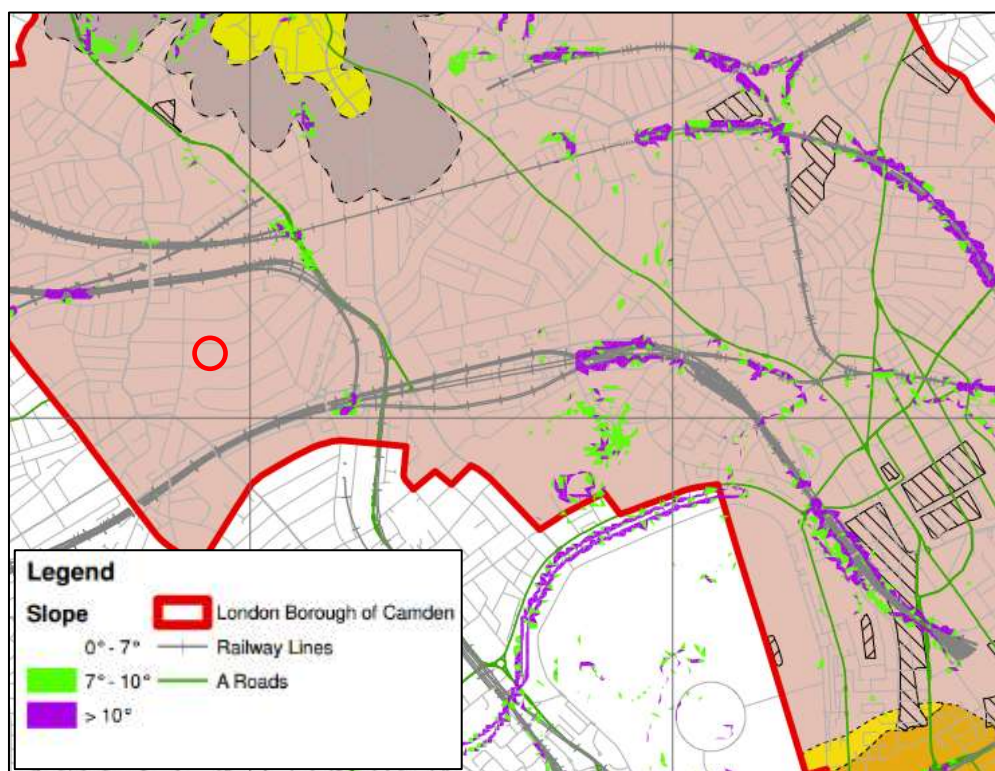 Legend
Slope
London Borough of Camden
0° - 7°
Railway Lines
7° - 10°
A Roads
> 10°